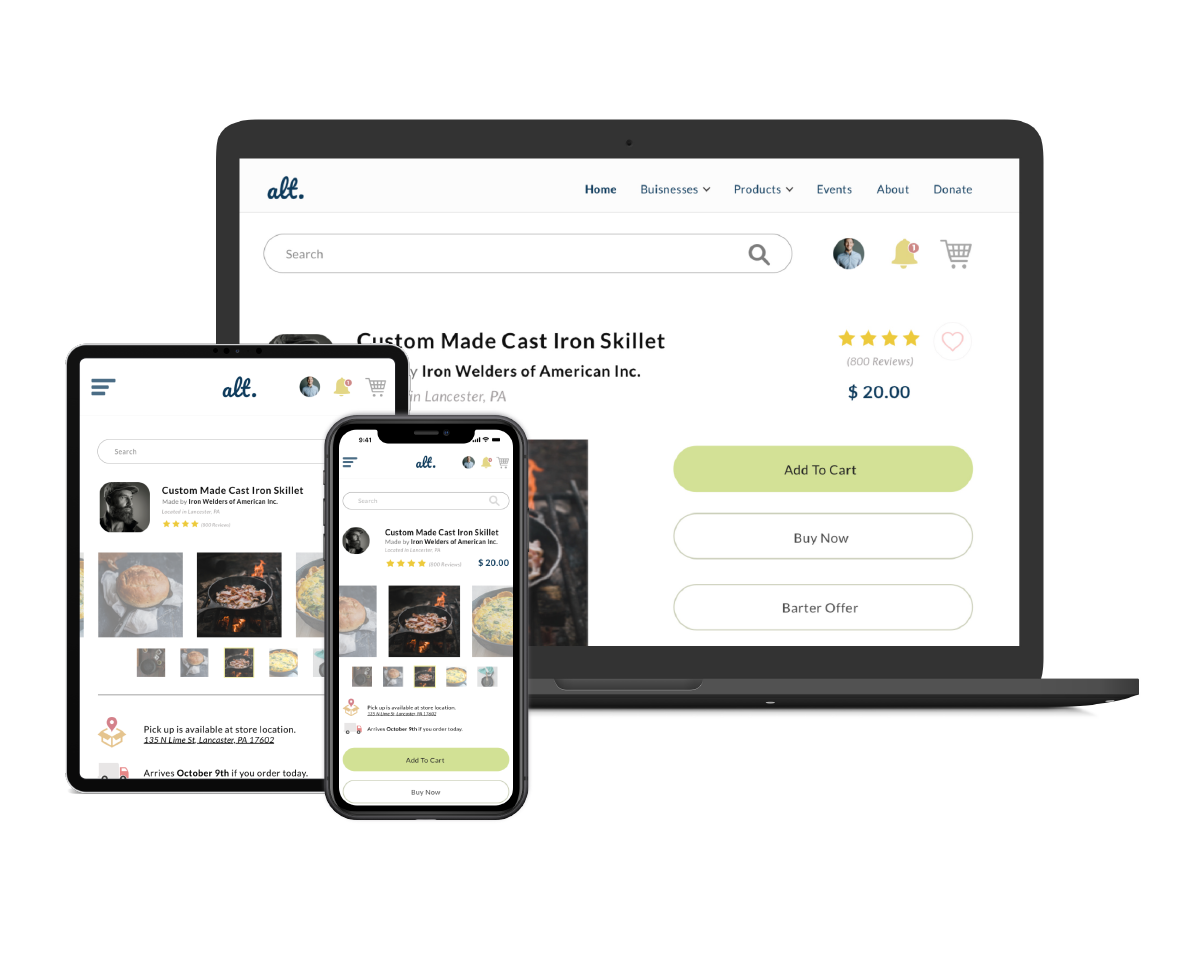 alt.
Home Buisnesses Products Events About Donate
Search
1
Custom Made Cast Iron Skillet
y Iron Welders of American Inc.
in Lancester, PA
(800 Reviews)
$ 20.00
Add To Cart
Buy Now
Barter Offer
alt.
1
Search
Custom Made Cast Iron Skillet
Made by Iron Welders of American Inc.
Located in Lancaster, PA
(800 Reviews)
Pick up is available at store location.
135 N Lime St, Lancaster, PA 17602
Arrives October 9th if you order today.
9:41
alt.
Search
Custom Made Cast Iron Skillet
Made by Iron Welders of American Inc.
Located in Lancaster, PA
(800 Reviews) $ 20.00
Pick up is available at store location.
135 N Lime St, Lancaster, PA 17602
Arrives October 9th if you order today.
Add To Cart
Buy Now